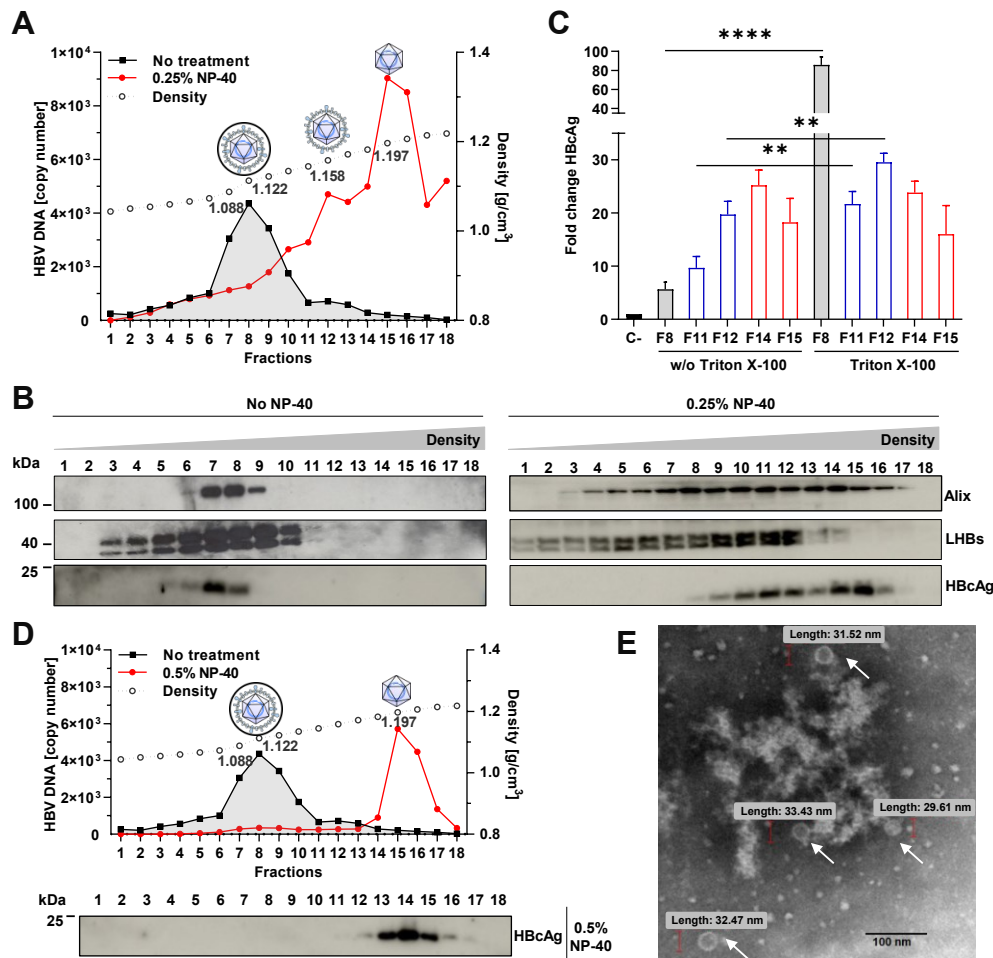 A
HBV DNA [copy number]
1×10⁴
8×10³
6×10³
4×10³
2×10³
0
No treatment
0.25% NP-40
Density
1.088
1.122
1.158
1.197
1.4
1.2
1.0
0.8
Density [g/cm³]
1 2 3 4 5 6 7 8 9 10 11 12 13 14 15 16 17 18
Fractions
C
Fold change HBcAg
100
80
60
40
30
20
10
0
****
**
**
C- F8 F11 F12 F14 F15 F8 F11 F12 F14 F15
w/o Triton X-100 Triton X-100
B
No NP-40 0.25% NP-40
Density Density
kDa 1 2 3 4 5 6 7 8 9 10 11 12 13 14 15 16 17 18 1 2 3 4 5 6 7 8 9 10 11 12 13 14 15 16 17 18
100 Alix
40 LHBs
25 HBcAg
D
HBV DNA [copy number]
1×10⁴
8×10³
6×10³
4×10³
2×10³
0
No treatment
0.5% NP-40
Density
1.088
1.122
1.197
1.4
1.2
1.0
0.8
Density [g/cm³]
1 2 3 4 5 6 7 8 9 10 11 12 13 14 15 16 17 18
Fractions
kDa 1 2 3 4 5 6 7 8 9 10 11 12 13 14 15 16 17 18
25
HBcAg
0.5%
NP-40
E
Length: 31.52 nm
Length: 33.43 nm
Length: 29.61 nm
Length: 32.47 nm
100 nm